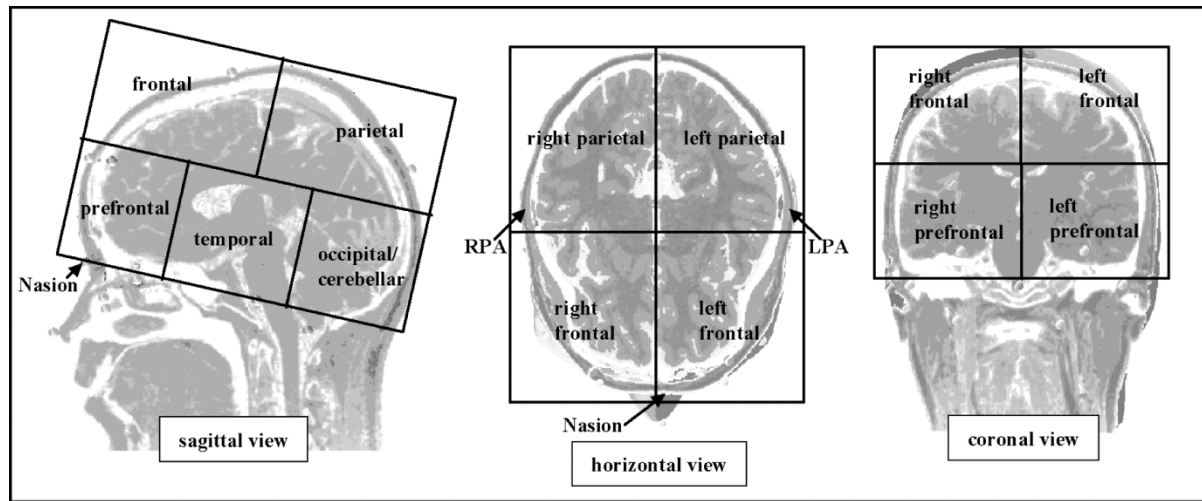 frontal
parietal
prefrontal
temporal
occipital/
cerebellar
Nasion
sagittal view
right parietal
left parietal
RPA
LPA
right
frontal
left
frontal
Nasion
horizontal view
right
frontal
left
frontal
right
prefrontal
left
prefrontal
coronal view